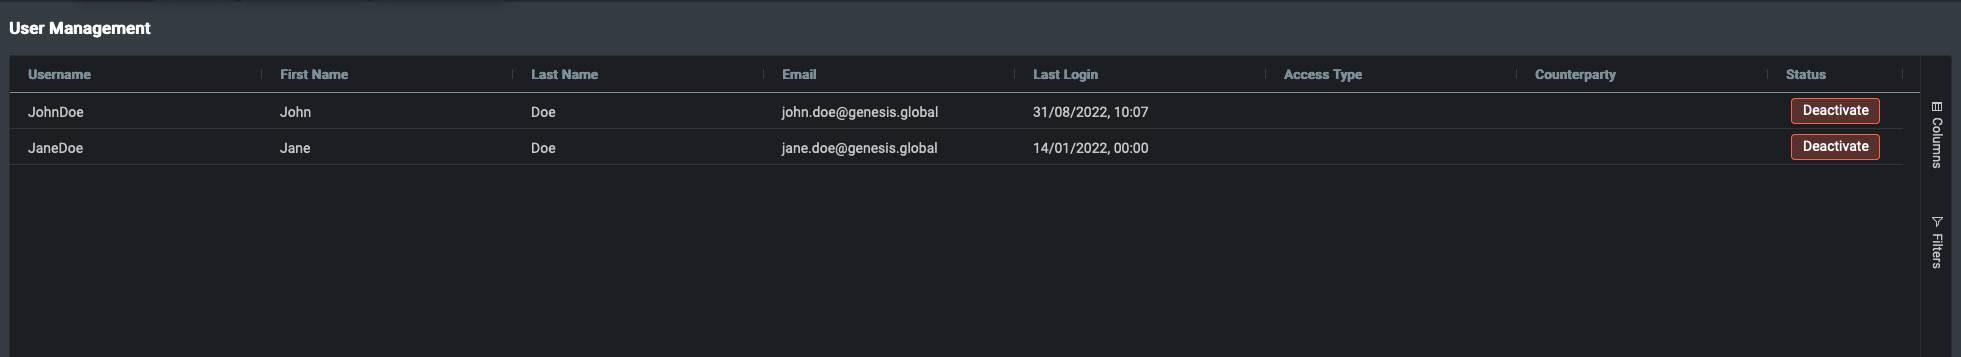 User Management
Username First Name Last Name Email Last Login Access Type Counterparty Status
JohnDoe John Doe john.doe@genesis.global 31/08/2022, 10:07 Deactivate
JaneDoe Jane Doe jane.doe@genesis.global 14/01/2022, 00:00 Deactivate
Columns
Filters